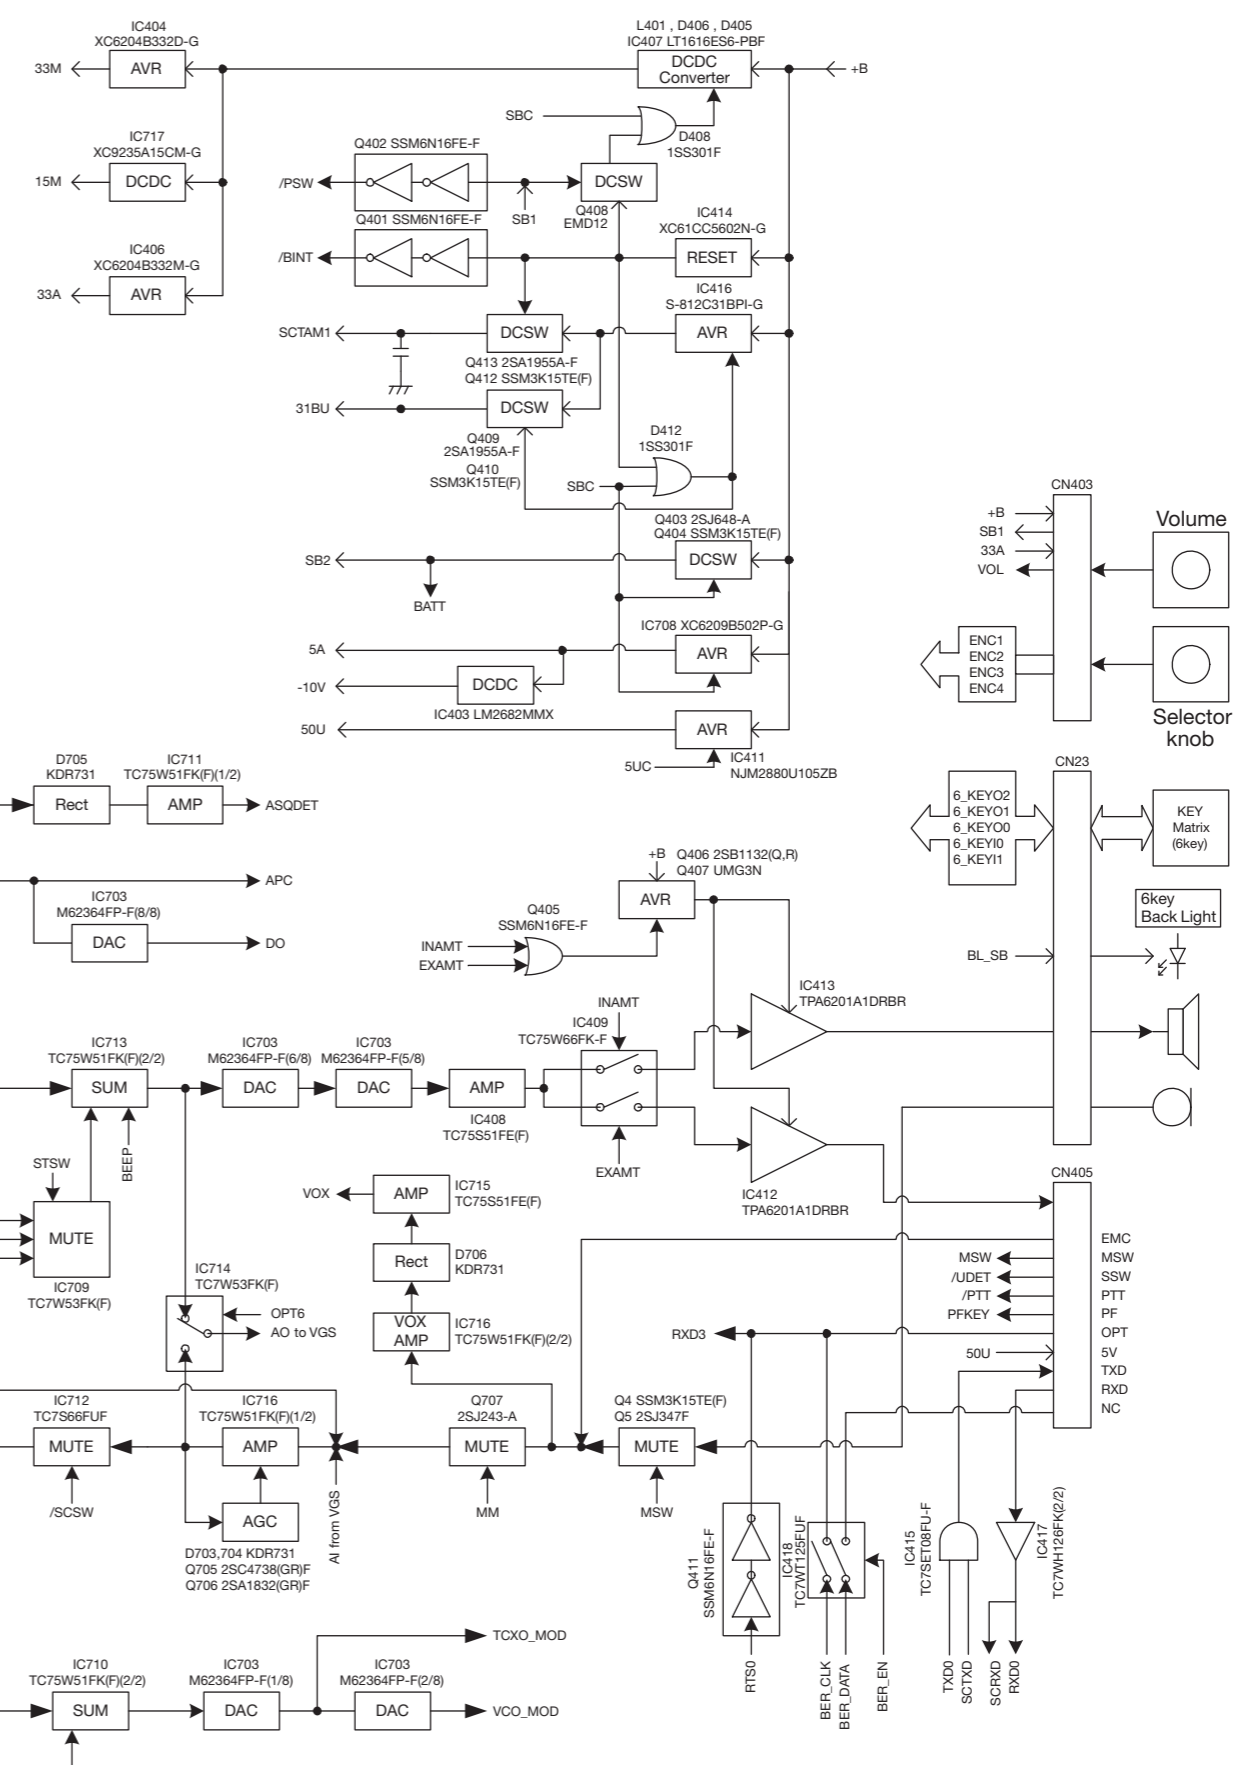 IC404
XC6204B332D-G
33M
AVR
L401 , D406 , D405
IC407 LT1616ES6-PBF
DCDC
Converter
+B
SBC
D408
1SS301F
IC717
XC9235A15CM-G
15M
DCDC
Q402 SSM6N16FE-F
/PSW
DCSW
SB1
Q408
EMD12
Q401 SSM6N16FE-F
/BINT
IC414
XC61CC5602N-G
RESET
IC406
XC6204B332M-G
33A
AVR
IC416
S-812C31BPI-G
SCTAM1
DCSW
AVR
Q413 2SA1955A-F
Q412 SSM3K15TE(F)
31BU
DCSW
Q409
2SA1955A-F
Q410
SSM3K15TE(F)
D412
1SS301F
SBC
Q403 2SJ648-A
Q404 SSM3K15TE(F)
SB2
DCSW
BATT
IC708 XC6209B502P-G
5A
AVR
-10V
DCDC
IC403 LM2682MMX
50U
AVR
5UC
IC411
NJM2880U105ZB
CN403
+B
SB1
33A
VOL
Volume
ENC1
ENC2
ENC3
ENC4
Selector
knob
D705
KDR731
Rect
IC711
TC75W51FK(F)(1/2)
AMP
ASQDET
APC
IC703
M62364FP-F(8/8)
DAC
DO
CN23
6_KEYO2
6_KEYO1
6_KEYO0
6_KEYI0
6_KEYI1
KEY
Matrix
(6key)
6key
Back Light
BL_SB
+B
Q406 2SB1132(Q,R)
Q407 UMG3N
AVR
Q405
SSM6N16FE-F
INAMT
EXAMT
IC413
TPA6201A1DRBR
INAMT
IC409
TC75W66FK-F
EXAMT
IC713
TC75W51FK(F)(2/2)
SUM
IC703
M62364FP-F(6/8)
DAC
IC703
M62364FP-F(5/8)
DAC
AMP
IC408
TC75S51FE(F)
BEEP
STSW
MUTE
IC709
TC7W53FK(F)
IC412
TPA6201A1DRBR
VOX
AMP
IC715
TC75S51FE(F)
Rect
D706
KDR731
VOX
AMP
IC716
TC75W51FK(F)(2/2)
IC714
TC7W53FK(F)
OPT6
AO to VGS
CN405
EMC
MSW
MSW
/UDET
SSW
/PTT
PTT
PFKEY
PF
RXD3
OPT
50U
5V
TXD
RXD
NC
IC712
TC7S66FUF
MUTE
/SCSW
IC716
TC75W51FK(F)(1/2)
AMP
AGC
D703,704 KDR731
Q705 2SC4738(GR)F
Q706 2SA1832(GR)F
AI from VGS
Q707
2SJ243-A
MUTE
MM
Q4 SSM3K15TE(F)
Q5 2SJ347F
MUTE
MSW
Q411
SSM6N16FE-F
RTS0
IC418
TC7WT125FUF
BER_CLK
BER_DATA
BER_EN
IC415
TC7SET08FU-F
TXD0
SCTXD
IC417
TC7WH126FK(2/2)
SCRXD
RXD0
TCXO_MOD
IC710
TC75W51FK(F)(2/2)
SUM
IC703
M62364FP-F(1/8)
DAC
IC703
M62364FP-F(2/8)
DAC
VCO_MOD